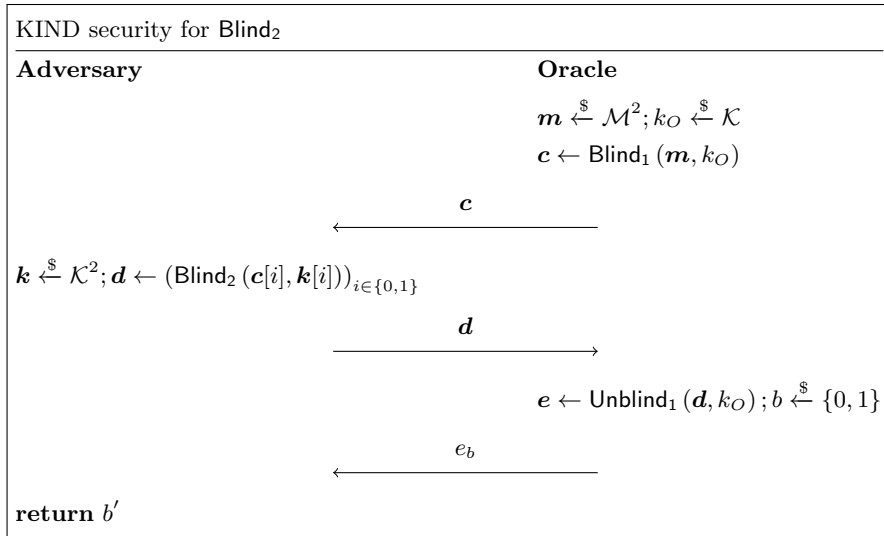 KIND security for Blind₂
Adversary Oracle
𝒎 ←$ ℳ²; k_O ←$ 𝒦
𝒄 ← Blind₁ (𝒎, k_O)
𝒄
𝒌 ←$ 𝒦²; 𝒅 ← (Blind₂ (𝒄[i], 𝒌[i]))_{i∈{0,1}}
𝒅
𝒆 ← Unblind₁ (𝒅, k_O) ; b ←$ {0, 1}
e_b
return b′